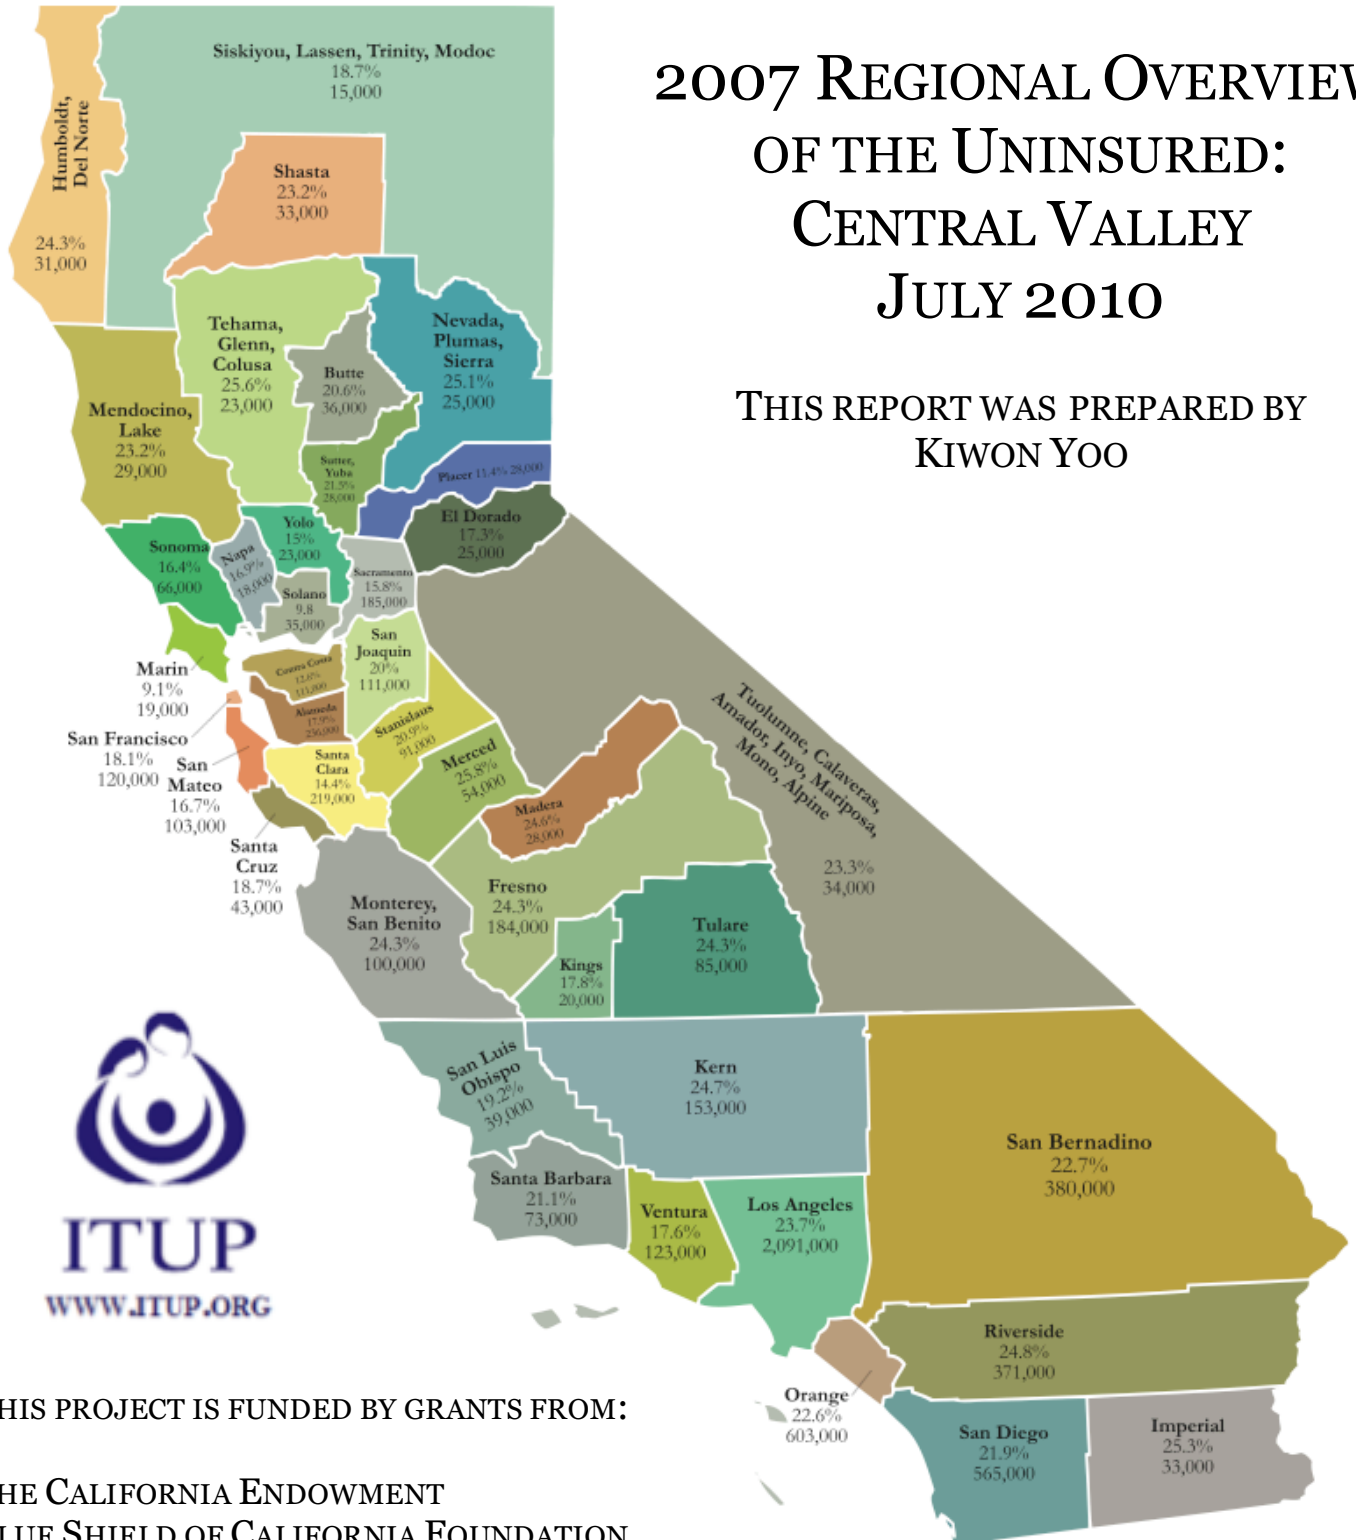 2007 REGIONAL OVERVIEW
OF THE UNINSURED:
CENTRAL VALLEY
JULY 2010
THIS REPORT WAS PREPARED BY
KIWON YOO
Siskiyou, Lassen, Trinity, Modoc
18.7%
15,000
Humboldt,
Del Norte
24.3%
31,000
Shasta
23.2%
33,000
Tehama,
Glenn,
Colusa
25.6%
23,000
Butte
20.6%
36,000
Nevada,
Plumas,
Sierra
25.1%
25,000
Mendocino,
Lake
23.2%
29,000
Sutter,
Yuba
21.5%
28,000
Placer 11.4% 28,000
El Dorado
17.3%
25,000
Yolo
15%
23,000
Sonoma
16.4%
66,000
Napa
16.9%
18,000
Solano
9.8
35,000
Sacramento
15.8%
185,000
San
Joaquin
20%
111,000
Marin
9.1%
19,000
Contra Costa
12.6%
111,000
Alameda
17.9%
230,000
San Francisco
18.1%
120,000
San
Mateo
16.7%
103,000
Santa
Clara
14.4%
219,000
Stanislaus
20.9%
91,000
Merced
25.8%
54,000
Madera
24.6%
28,000
Tuolumne, Calaveras,
Amador, Inyo, Mariposa,
Mono, Alpine
23.3%
34,000
Santa
Cruz
18.7%
43,000
Monterey,
San Benito
24.3%
100,000
Fresno
24.3%
184,000
Kings
17.8%
20,000
Tulare
24.3%
85,000
San Luis
Obispo
19.2%
39,000
Kern
24.7%
153,000
San Bernadino
22.7%
380,000
Santa Barbara
21.1%
73,000
Ventura
17.6%
123,000
Los Angeles
23.7%
2,091,000
Riverside
24.8%
371,000
Orange
22.6%
603,000
San Diego
21.9%
565,000
Imperial
25.3%
33,000
ITUP
WWW.ITUP.ORG
HIS PROJECT IS FUNDED BY GRANTS FROM:
HE CALIFORNIA ENDOWMENT
LUE SHIELD OF CALIFORNIA FOUNDATION